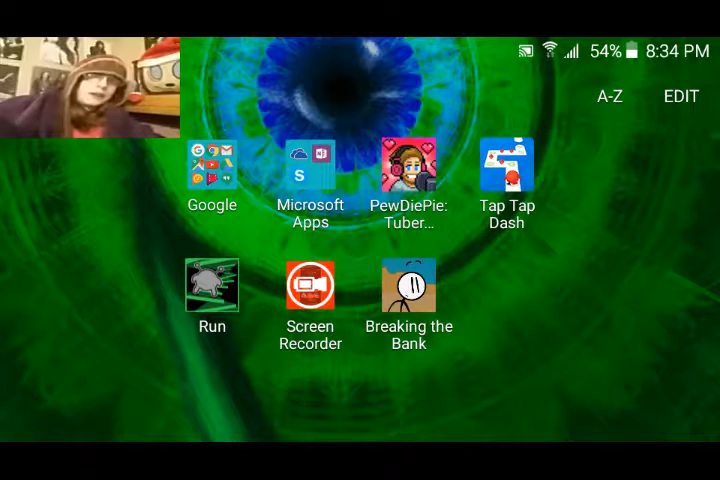 54% 8:34 PM
A-Z EDIT
Google
Microsoft Apps
PewDiePie: Tuber...
Tap Tap Dash
Run
Screen Recorder
Breaking the Bank